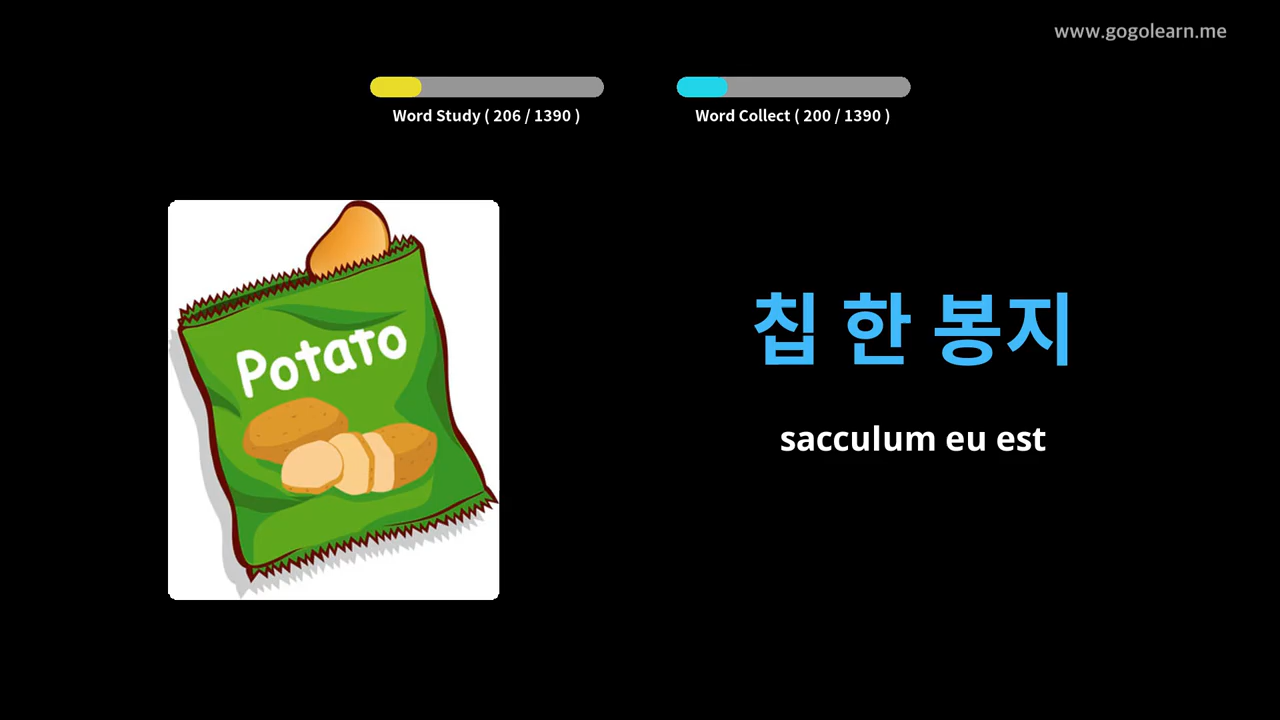 www.gogolearn.me
Word Study ( 206 / 1390 )
Word Collect ( 200 / 1390 )
Potato
칩 한 봉지
sacculum eu est